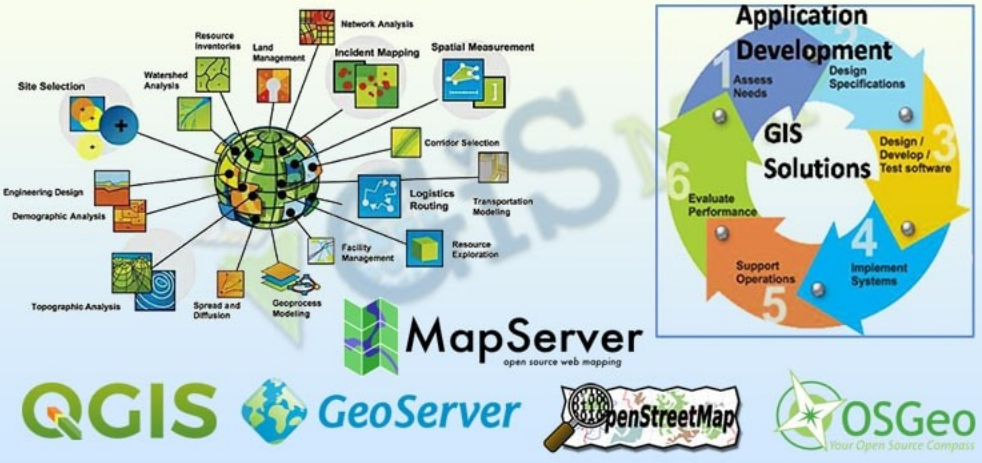 Network Analysis
Resource
Inventories
Land
Management
Incident Mapping
Spatial Measurement
Watershed
Analysis
Site Selection
Corridor Selection
Engineering Design
Demographic Analysis
Logistics
Routing
Transportation
Modeling
Facility
Management
Resource
Exploration
Topographic Analysis
Spread and
Diffusion
Geoprocess
Modeling
Application
Development
GIS
Solutions
1
Assess
Needs
2
Design
Specifications
3
Design /
Develop /
Test software
4
Implement
Systems
5
Support
Operations
6
Evaluate
Performance
GIS
MapServer
open source web mapping
QGIS
GeoServer
OpenStreetMap
OSGeo
Your Open Source Compass